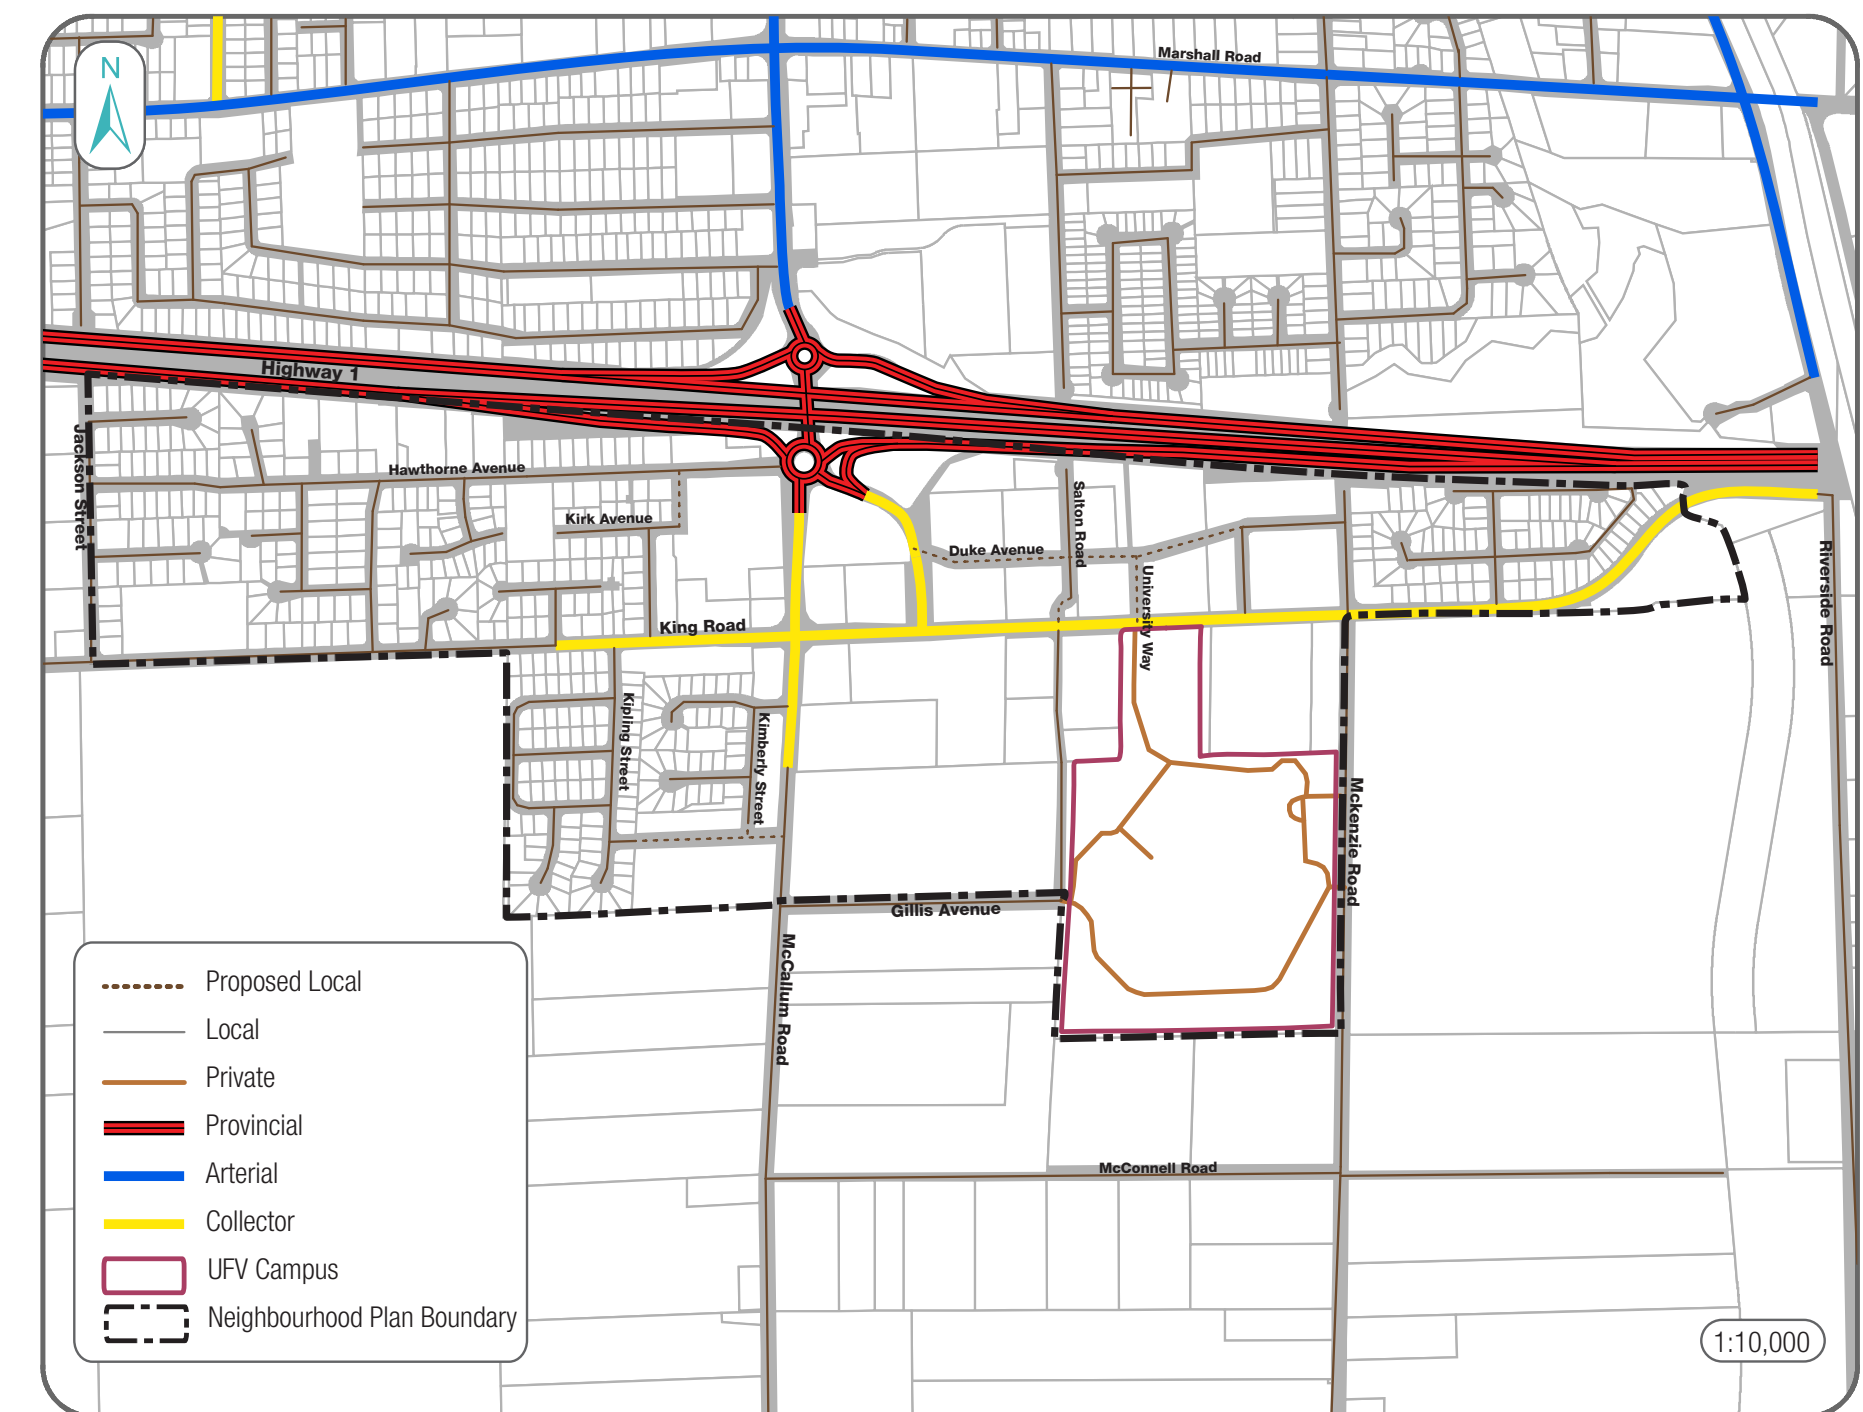 N
Marshall Road
Highway 1
Jackson Street
Hawthorne Avenue
Kirk Avenue
Salton Road
Duke Avenue
University Way
Riverside Road
King Road
Kipling Street
Kimberly Street
Mckenzie Road
Gillis Avenue
McCallum Road
McConnell Road
Proposed Local
Local
Private
Provincial
Arterial
Collector
UFV Campus
Neighbourhood Plan Boundary
1:10,000